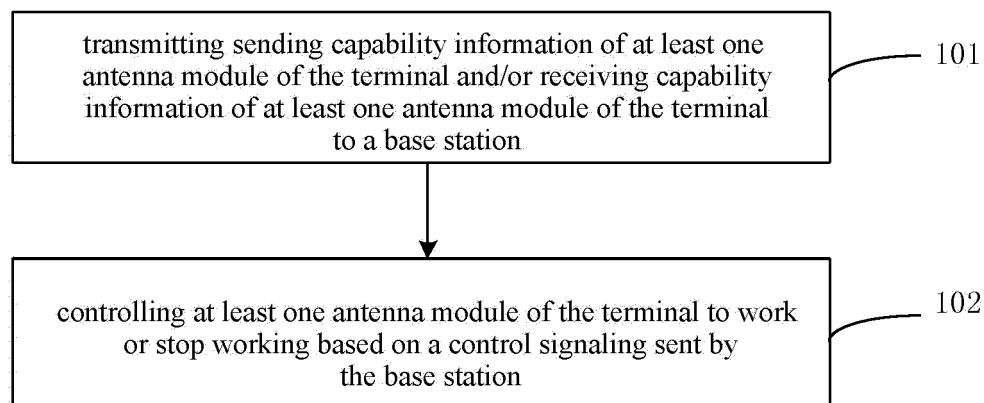 transmitting sending capability information of at least one
antenna module of the terminal and/or receiving capability
information of at least one antenna module of the terminal
to a base station
101
controlling at least one antenna module of the terminal to work
or stop working based on a control signaling sent by
the base station
102